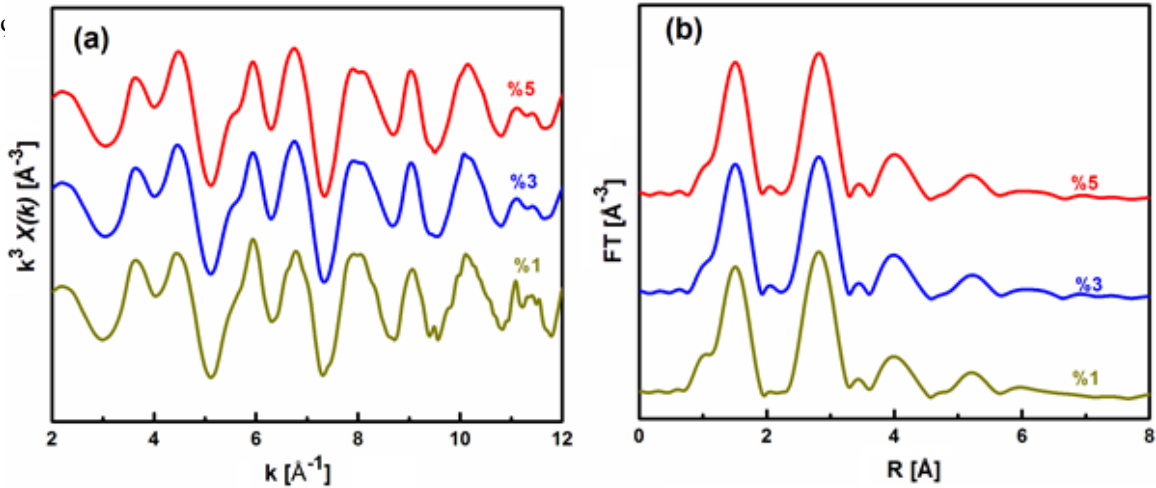 (a)
%5
%3
%1
k³ X(k) [Å⁻³]
2 4 6 8 10 12
k [Å⁻¹]
(b)
%5
%3
%1
FT [Å⁻³]
0 2 4 6 8
R [Å]